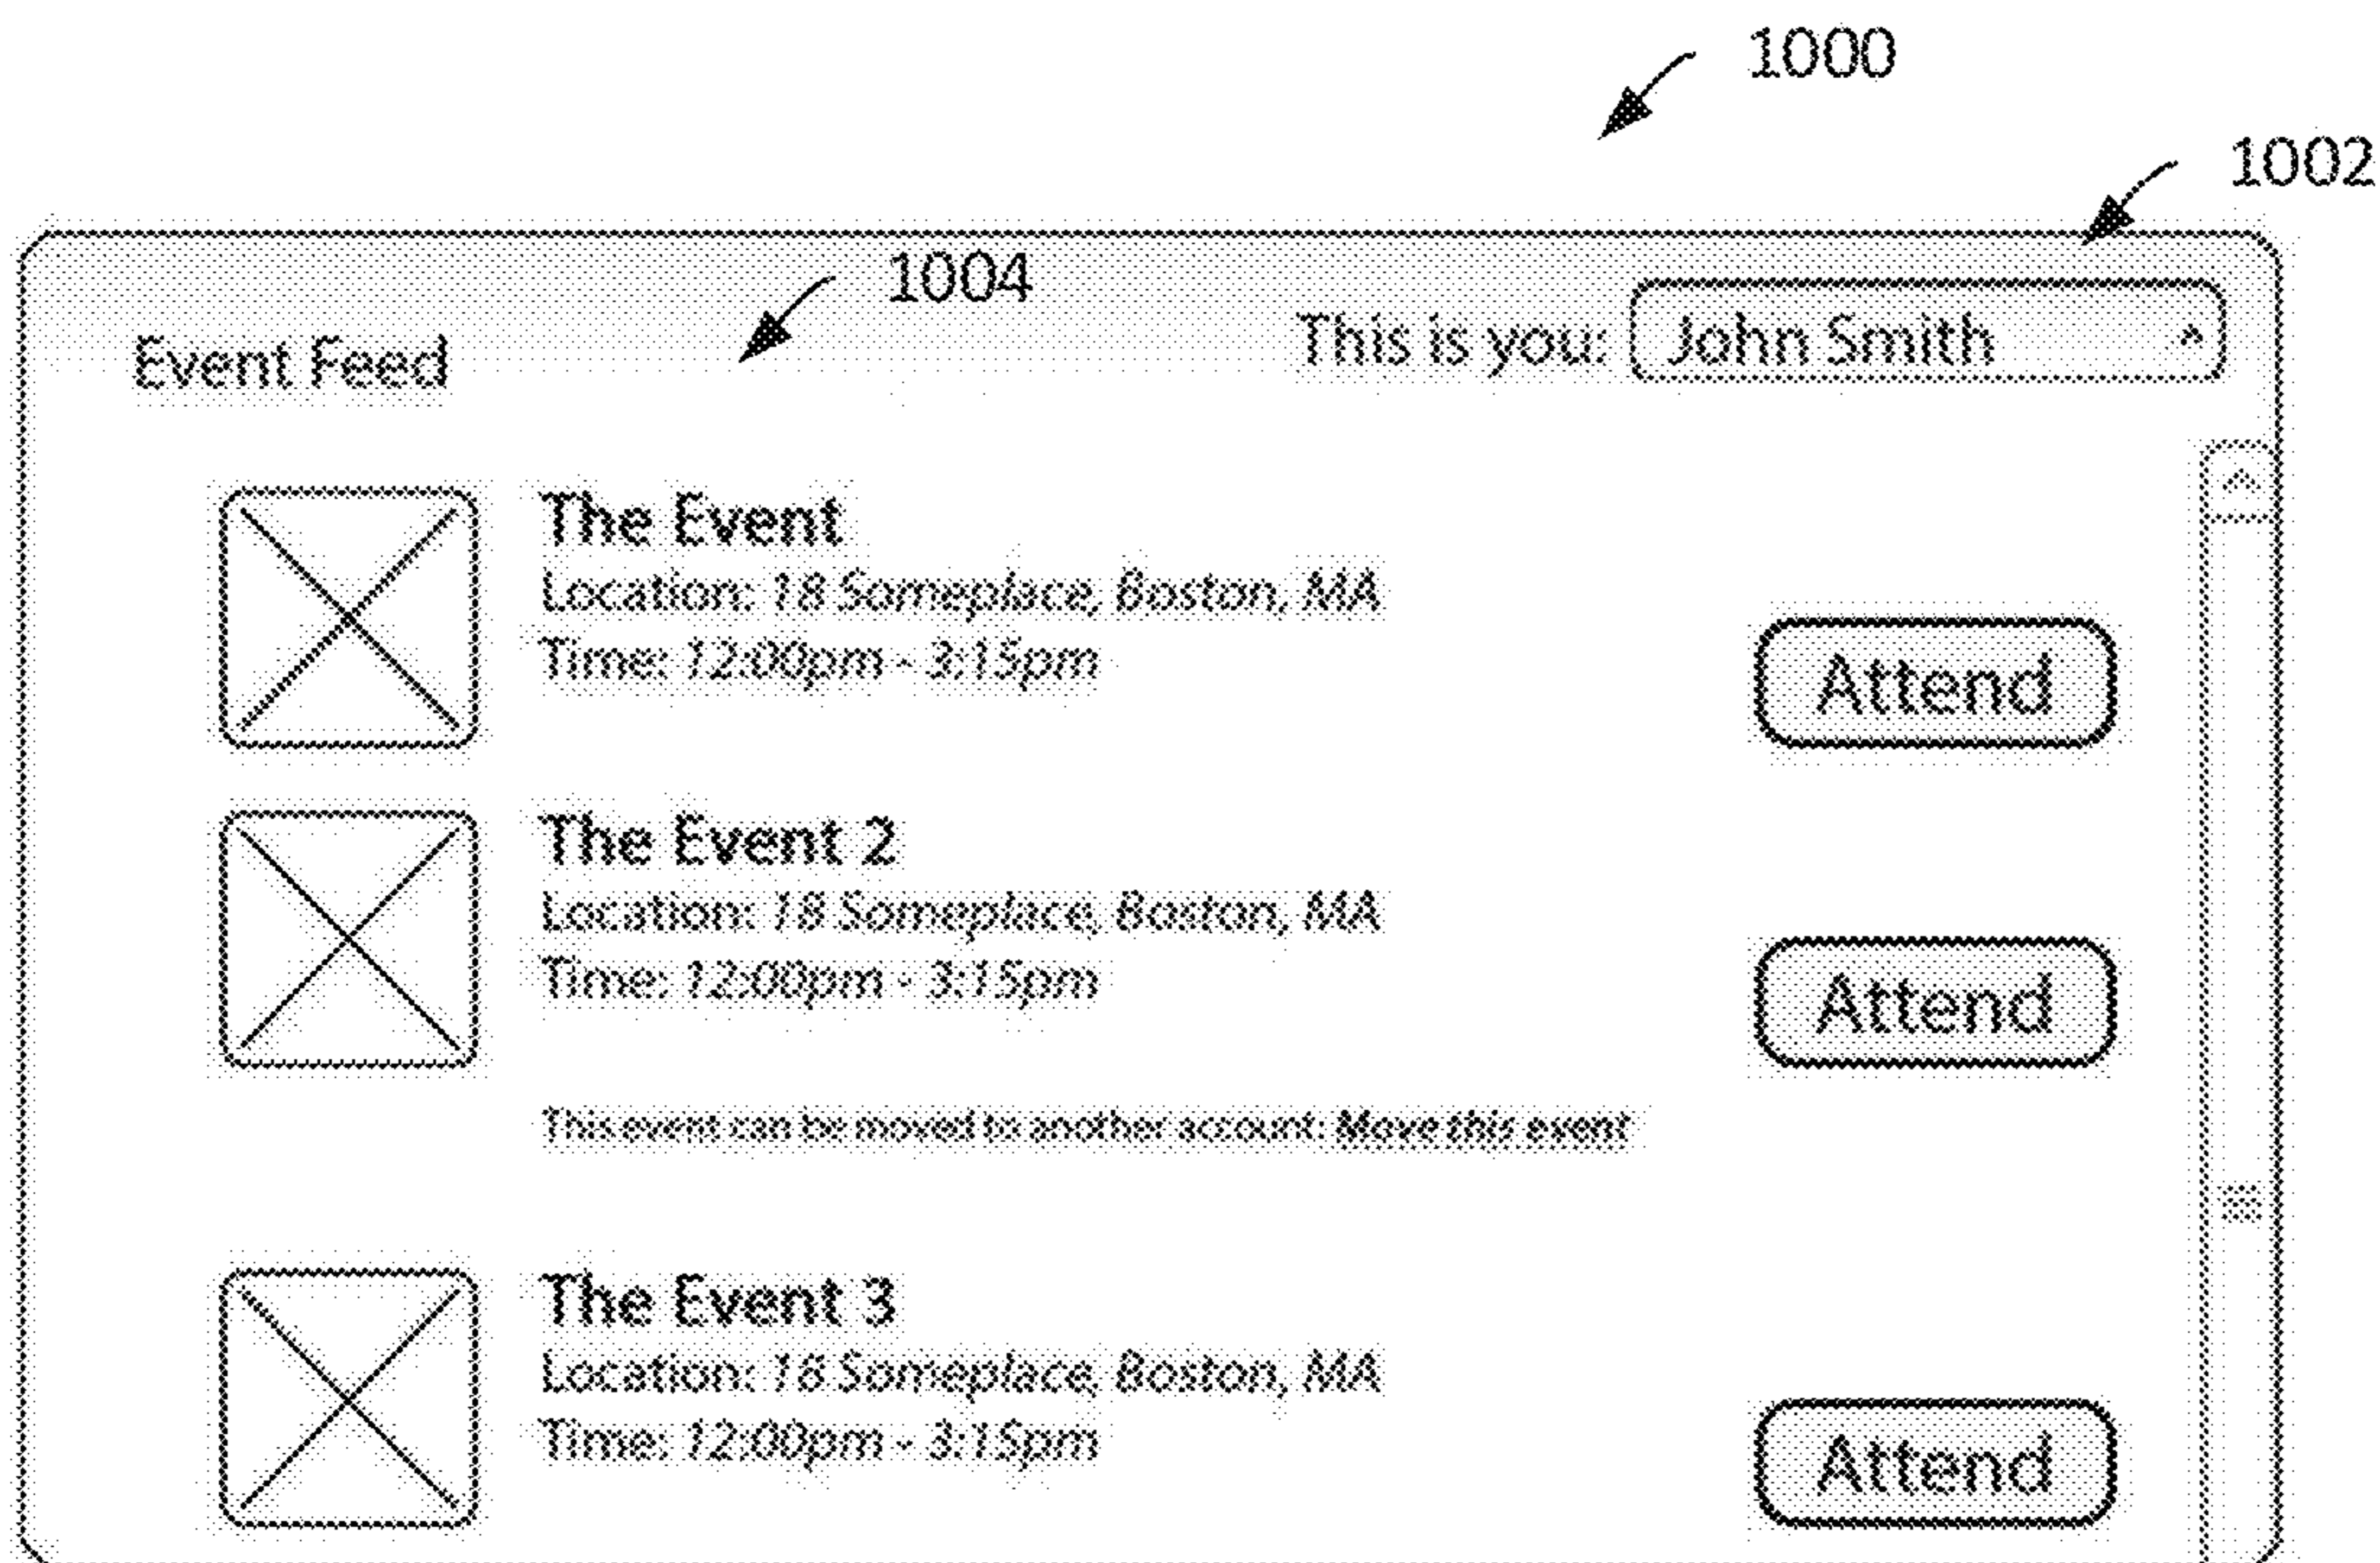 1000
1002
1004
Event Feed
This is you: John Smith ^
The Event
Location: 18 Someplace, Boston, MA
Time: 12:00pm - 3:15pm
Attend
The Event 2
Location: 18 Someplace, Boston, MA
Time: 12:00pm - 3:15pm
Attend
This event can be moved to another account: Move this event
The Event 3
Location: 18 Someplace, Boston, MA
Time: 12:00pm - 3:15pm
Attend